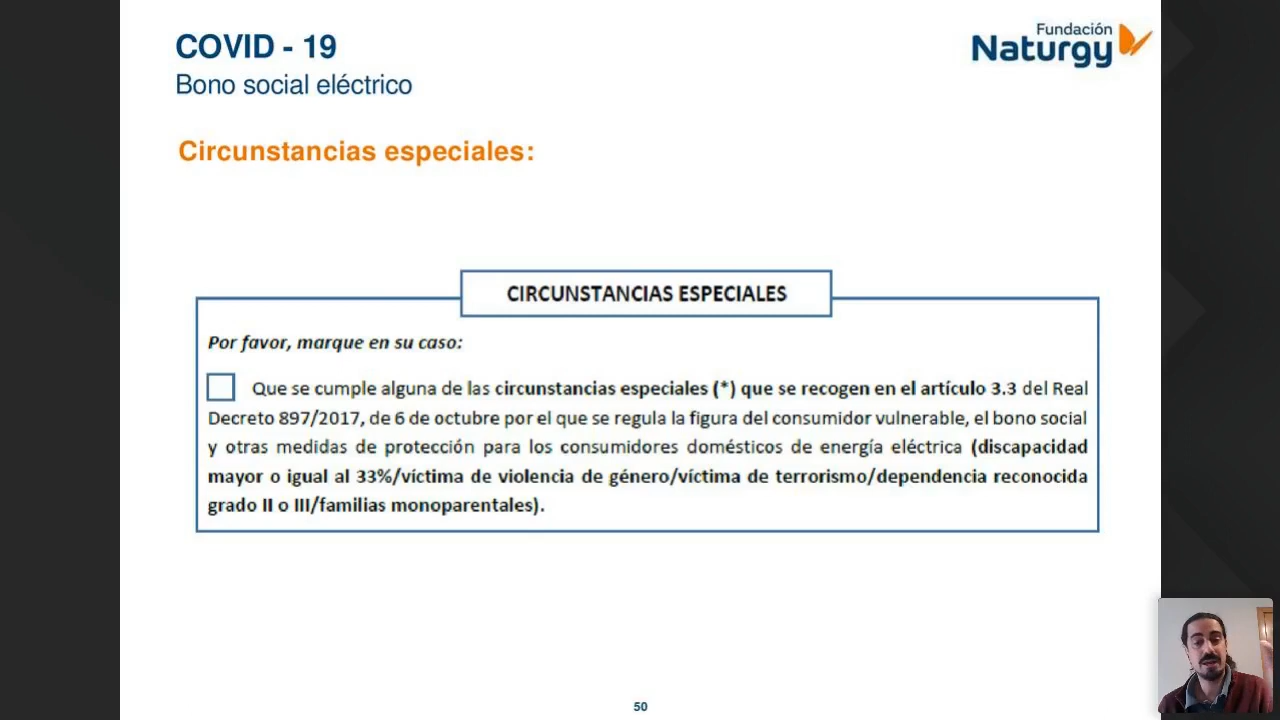 COVID - 19
Bono social eléctrico
Fundación
Naturgy
Circunstancias especiales:
CIRCUNSTANCIAS ESPECIALES
Por favor, marque en su caso:
Que se cumple alguna de las circunstancias especiales (*) que se recogen en el artículo 3.3 del Real
Decreto 897/2017, de 6 de octubre por el que se regula la figura del consumidor vulnerable, el bono social
y otras medidas de protección para los consumidores domésticos de energía eléctrica (discapacidad
mayor o igual al 33%/víctima de violencia de género/víctima de terrorismo/dependencia reconocida
grado II o III/familias monoparentales).
50